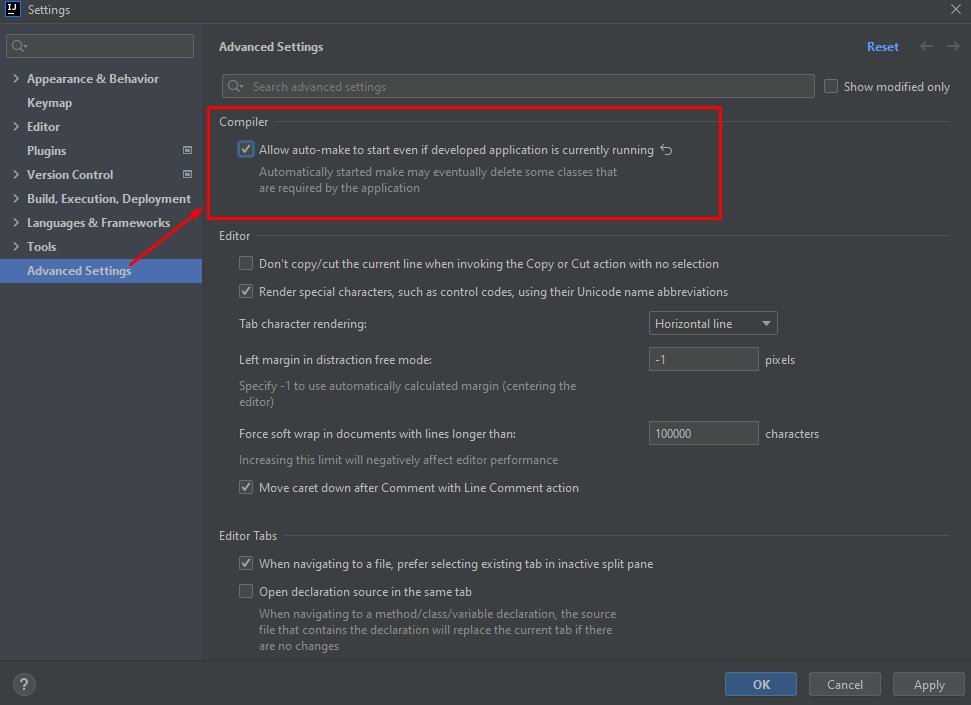 IJ
Settings
Advanced Settings
Reset
Search advanced settings
Show modified only
Appearance & Behavior
Keymap
Editor
Plugins
Version Control
Build, Execution, Deployment
Languages & Frameworks
Tools
Advanced Settings
Compiler
Allow auto-make to start even if developed application is currently running
Automatically started make may eventually delete some classes that
are required by the application
Editor
Don't copy/cut the current line when invoking the Copy or Cut action with no selection
Render special characters, such as control codes, using their Unicode name abbreviations
Tab character rendering:
Horizontal line
Left margin in distraction free mode:
-1
pixels
Specify -1 to use automatically calculated margin (centering the
editor)
Force soft wrap in documents with lines longer than:
100000
characters
Increasing this limit will negatively affect editor performance
Move caret down after Comment with Line Comment action
Editor Tabs
When navigating to a file, prefer selecting existing tab in inactive split pane
Open declaration source in the same tab
When navigating to a method/class/variable declaration, the source
file that contains the declaration will replace the current tab if there
are no changes
?
OK
Cancel
Apply